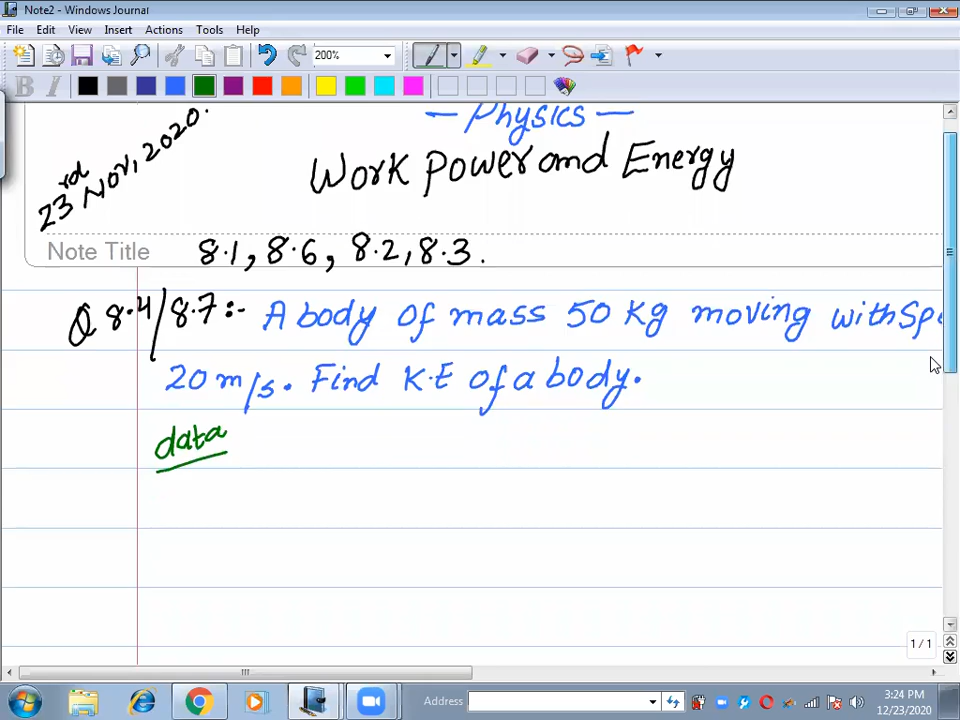 Note2 - Windows Journal
File Edit View Insert Actions Tools Help
200%
B I
— Physics —
23rd Nov, 2020.
Work Power and Energy
Note Title
8.1, 8.6, 8.2, 8.3.
Q 8.4/8.7:- A body of mass 50 Kg moving with Spe
20 m/s. Find K.E of a body.
data
1 / 1
Address
3:24 PM
12/23/2020